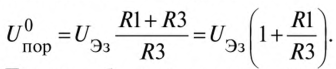 U⁰пор = UЭз (R1 + R3)/R3 = UЭз (1 + R1/R3).